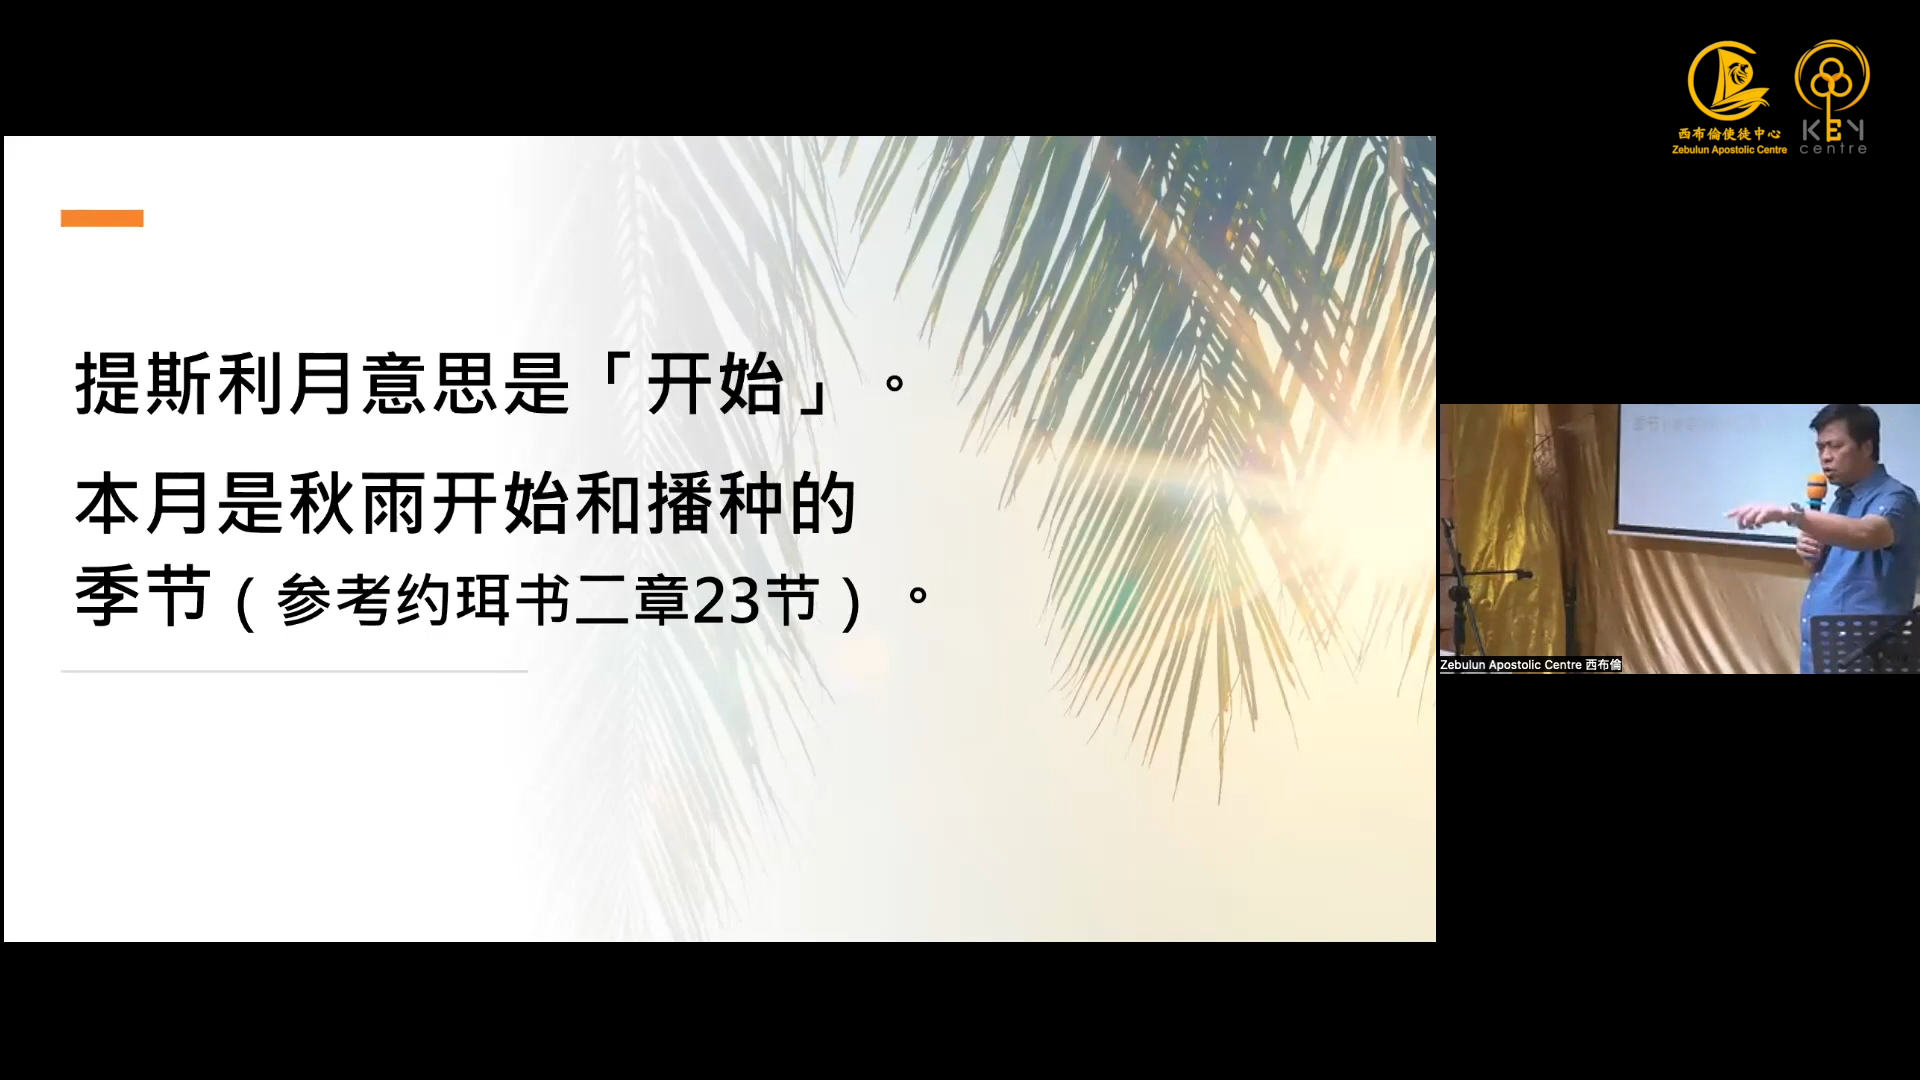 西布倫使徒中心
Zebulun Apostolic Centre
KEY
centre
提斯利月意思是「开始」。
本月是秋雨开始和播种的
季节（参考约珥书二章23节）。
Zebulun Apostolic Centre 西布倫